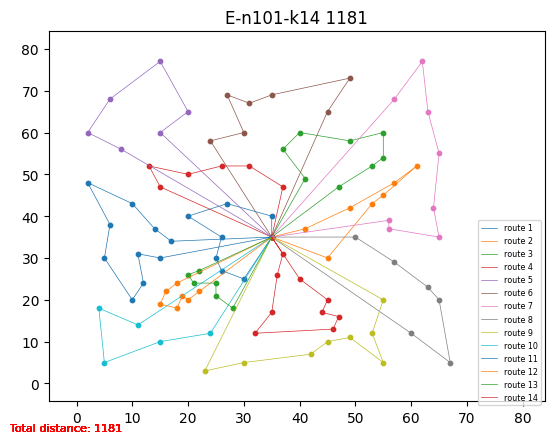 E-n101-k14 1181
80
70
60
50
40
30
20
10
0
0
10
20
30
40
50
60
70
80
route 1
route 2
route 3
route 4
route 5
route 6
route 7
route 8
route 9
route 10
route 11
route 12
route 13
route 14
Total distance: 1181